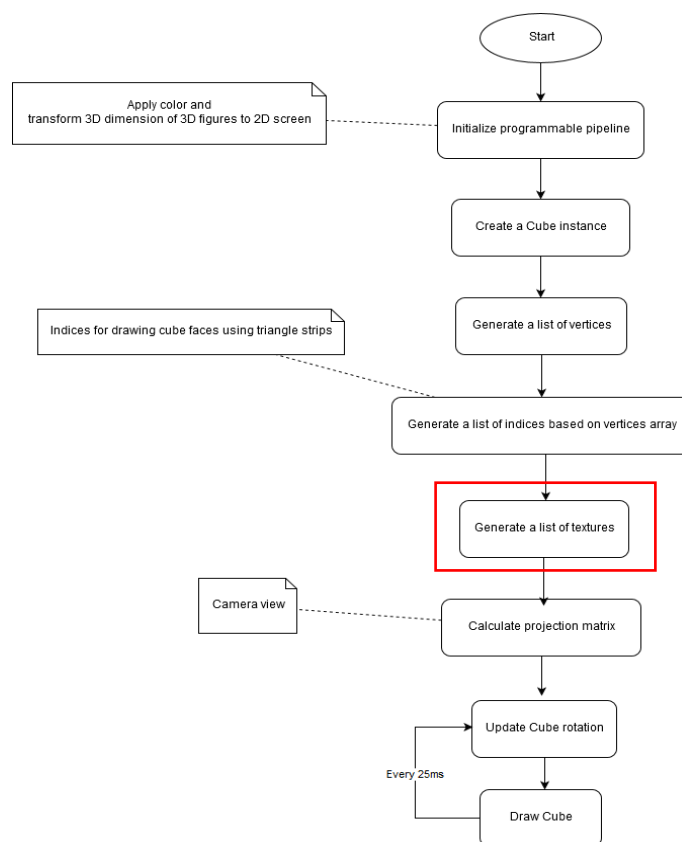 Start
Apply color and
transform 3D dimension of 3D figures to 2D screen
Initialize programmable pipeline
Create a Cube instance
Generate a list of vertices
Indices for drawing cube faces using triangle strips
Generate a list of indices based on vertices array
Generate a list of textures
Camera view
Calculate projection matrix
Update Cube rotation
Every 25ms
Draw Cube